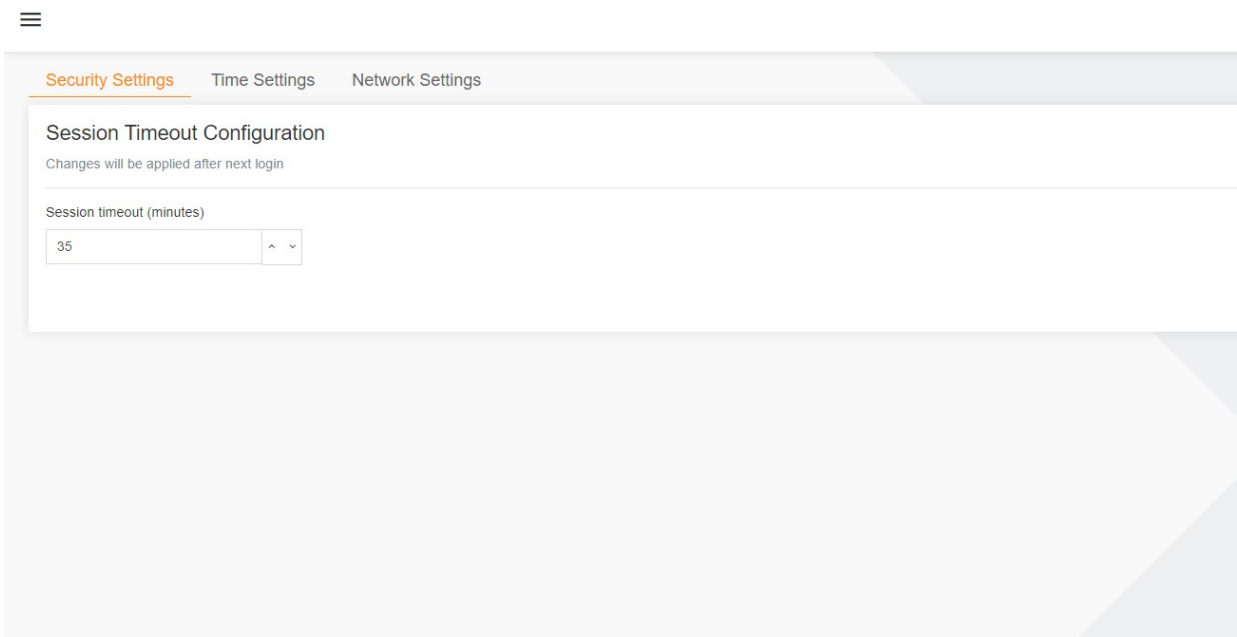 Security Settings Time Settings Network Settings
Session Timeout Configuration
Changes will be applied after next login
Session timeout (minutes)
35